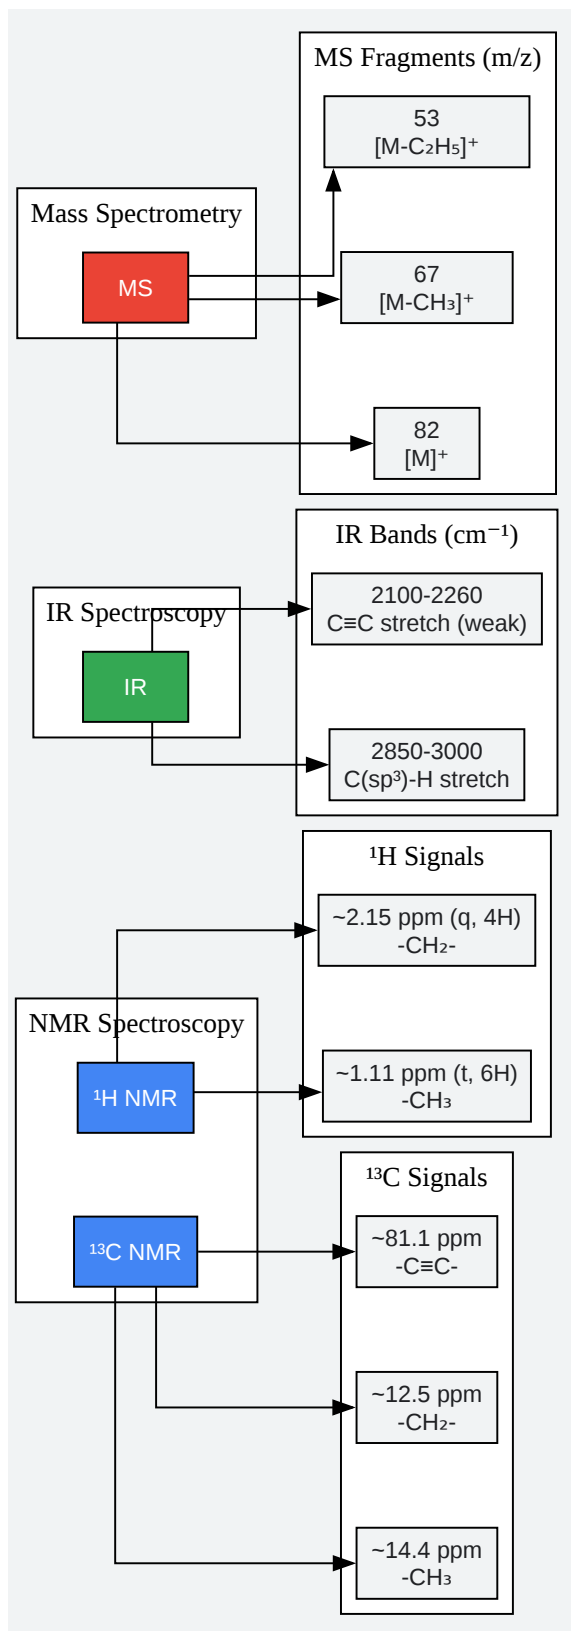 MS Fragments (m/z)
53
[M-C₂H₅]⁺
Mass Spectrometry
MS
67
[M-CH₃]⁺
82
[M]⁺
IR Bands (cm⁻¹)
2100-2260
C≡C stretch (weak)
IR Spectroscopy
IR
2850-3000
C(sp³)-H stretch
¹H Signals
~2.15 ppm (q, 4H)
-CH₂-
NMR Spectroscopy
¹H NMR
~1.11 ppm (t, 6H)
-CH₃
¹³C Signals
¹³C NMR
~81.1 ppm
-C≡C-
~12.5 ppm
-CH₂-
~14.4 ppm
-CH₃